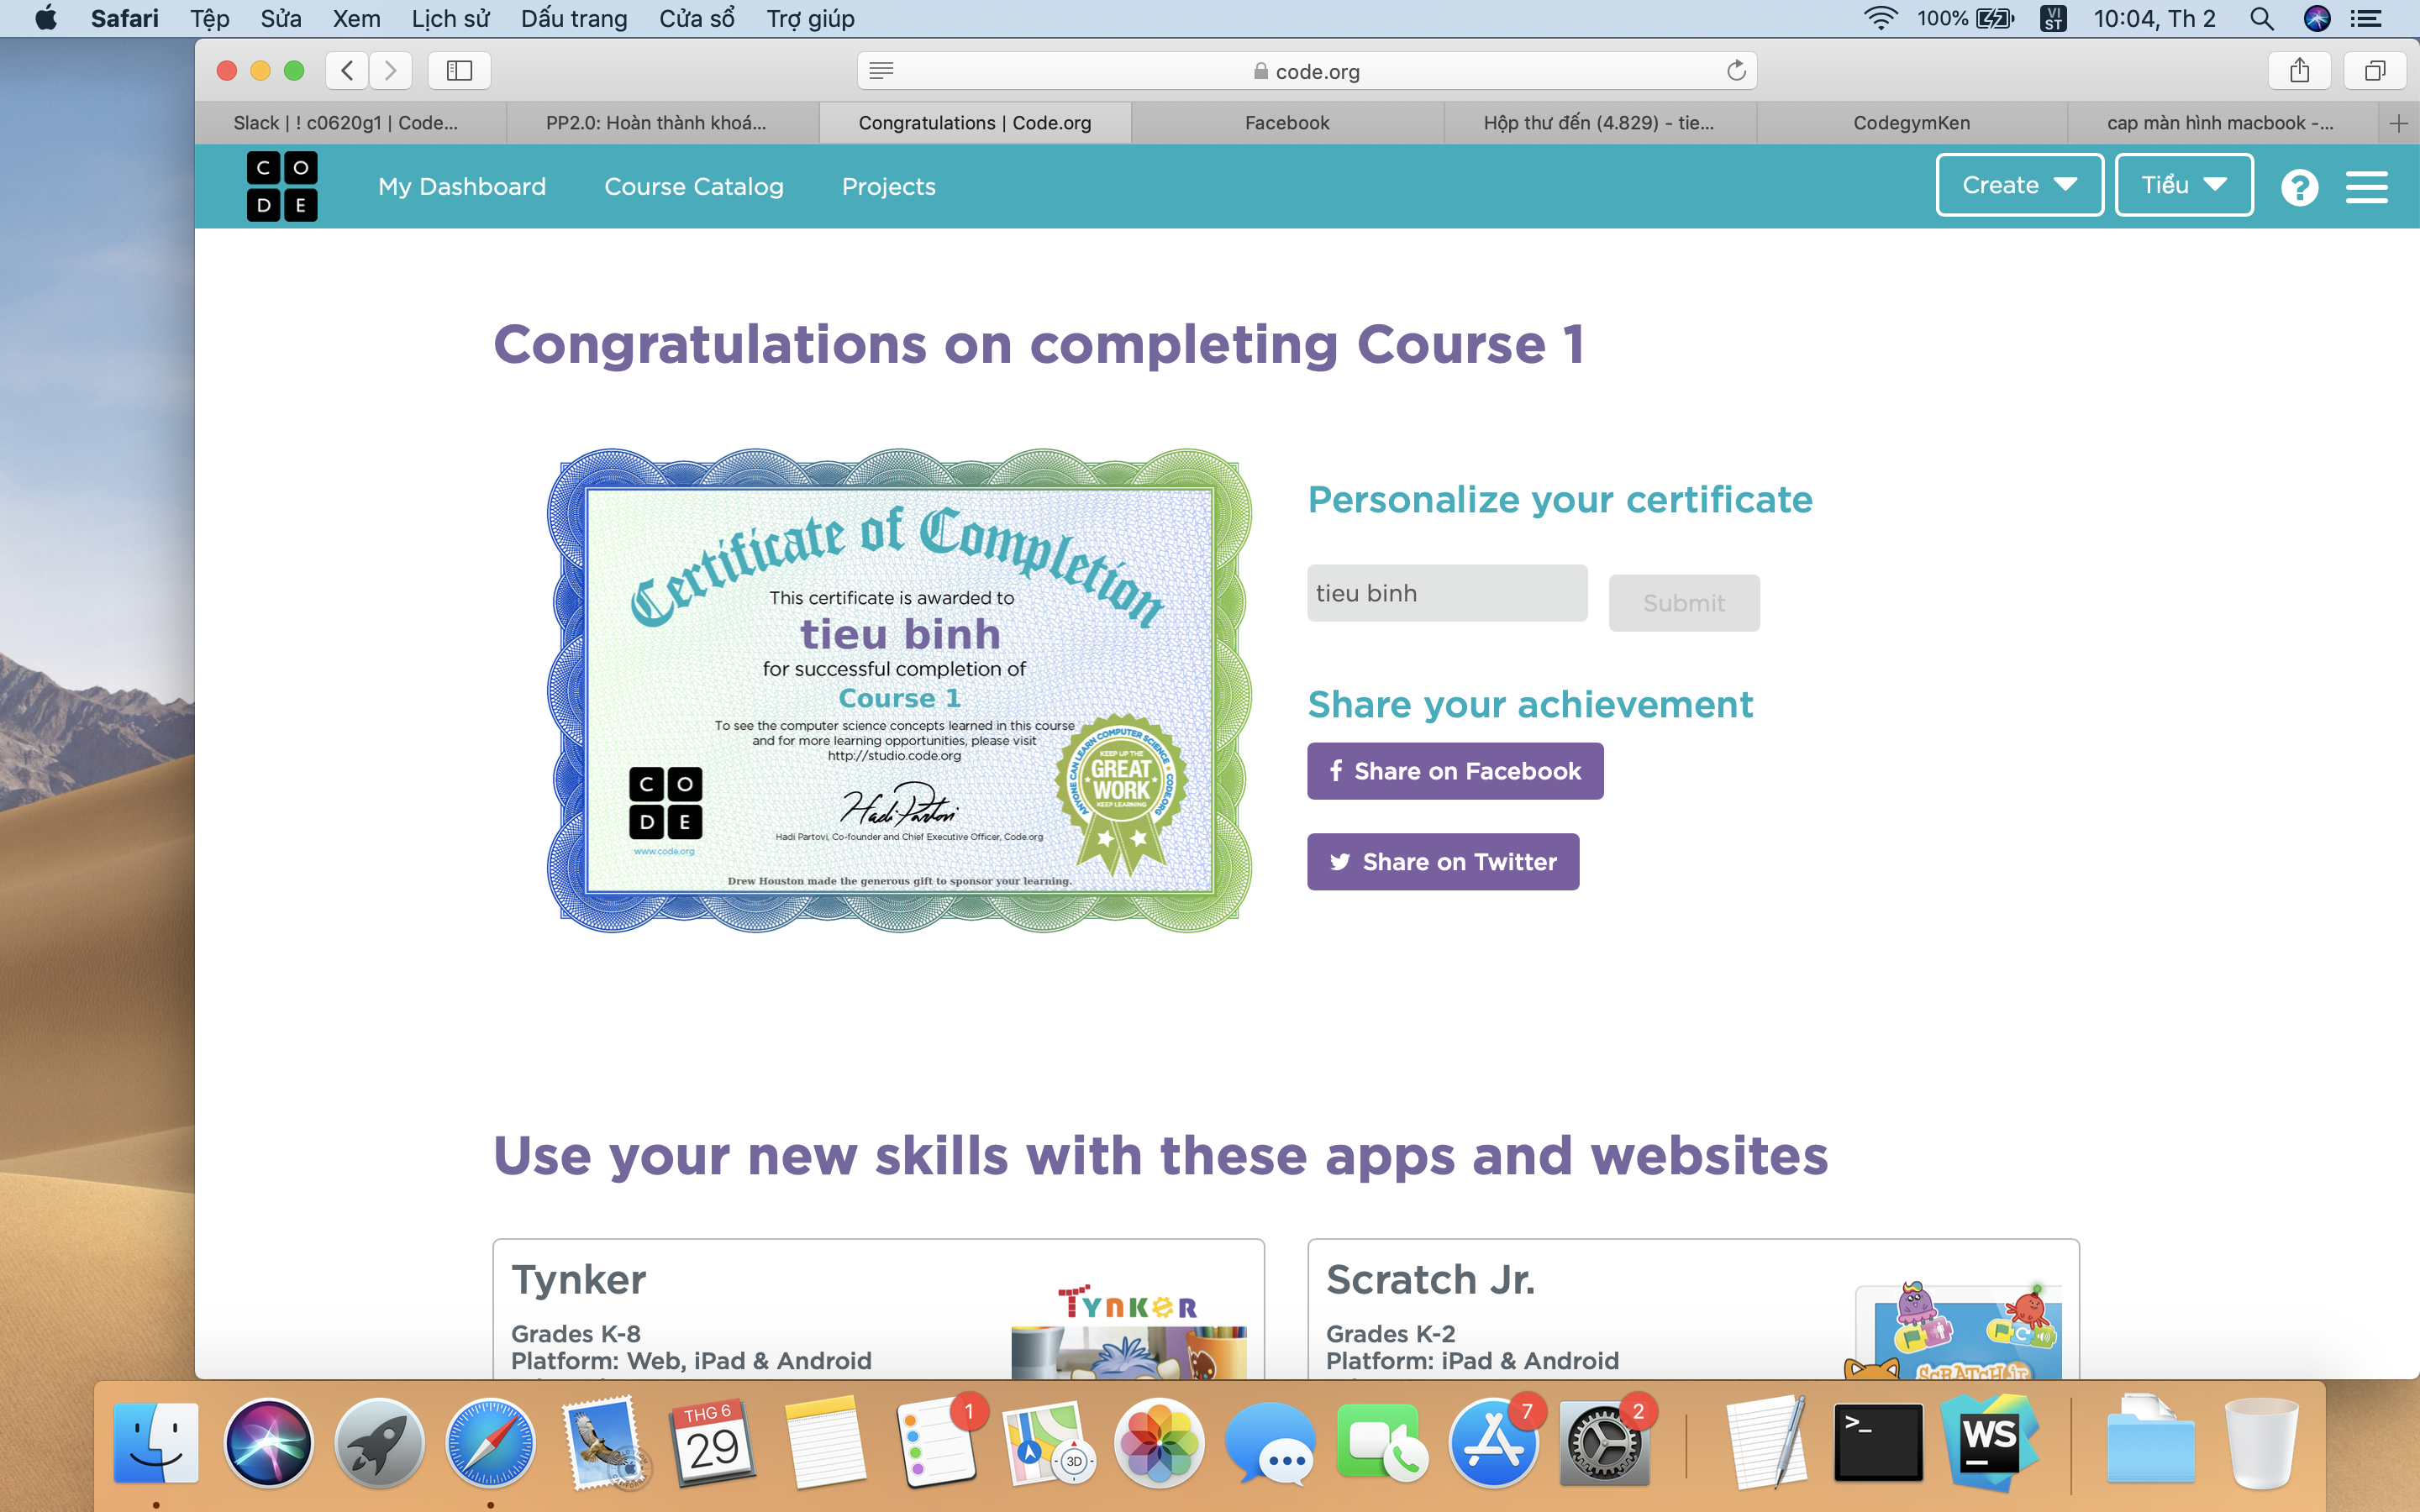 Safari Tệp Sửa Xem Lịch sử Dấu trang Cửa sổ Trợ giúp 100% VI ST 10:04, Th 2
code.org
Slack | ! c0620g1 | Code... PP2.0: Hoàn thành khoá... Congratulations | Code.org Facebook Hộp thư đến (4.829) - tie... CodegymKen cap màn hình macbook -...
C O D E My Dashboard Course Catalog Projects Create Tiểu ?
Congratulations on completing Course 1
Certificate of Completion
This certificate is awarded to
tieu binh
for successful completion of
Course 1
To see the computer science concepts learned in this course
and for more learning opportunities, please visit
http://studio.code.org
C O
D E
www.code.org
Hadi Partovi
Hadi Partovi, Co-founder and Chief Executive Officer, Code.org
ANYONE CAN LEARN COMPUTER SCIENCE • CODE.ORG
KEEP UP THE
GREAT
WORK
KEEP LEARNING
Drew Houston made the generous gift to sponsor your learning.
Personalize your certificate
tieu binh Submit
Share your achievement
f Share on Facebook
Share on Twitter
Use your new skills with these apps and websites
Tynker
Grades K-8
Platform: Web, iPad & Android
TYNKER
Scratch Jr.
Grades K-2
Platform: iPad & Android
SCRATCHJR
THG 6
29
1
3D
7
2
>_
WS